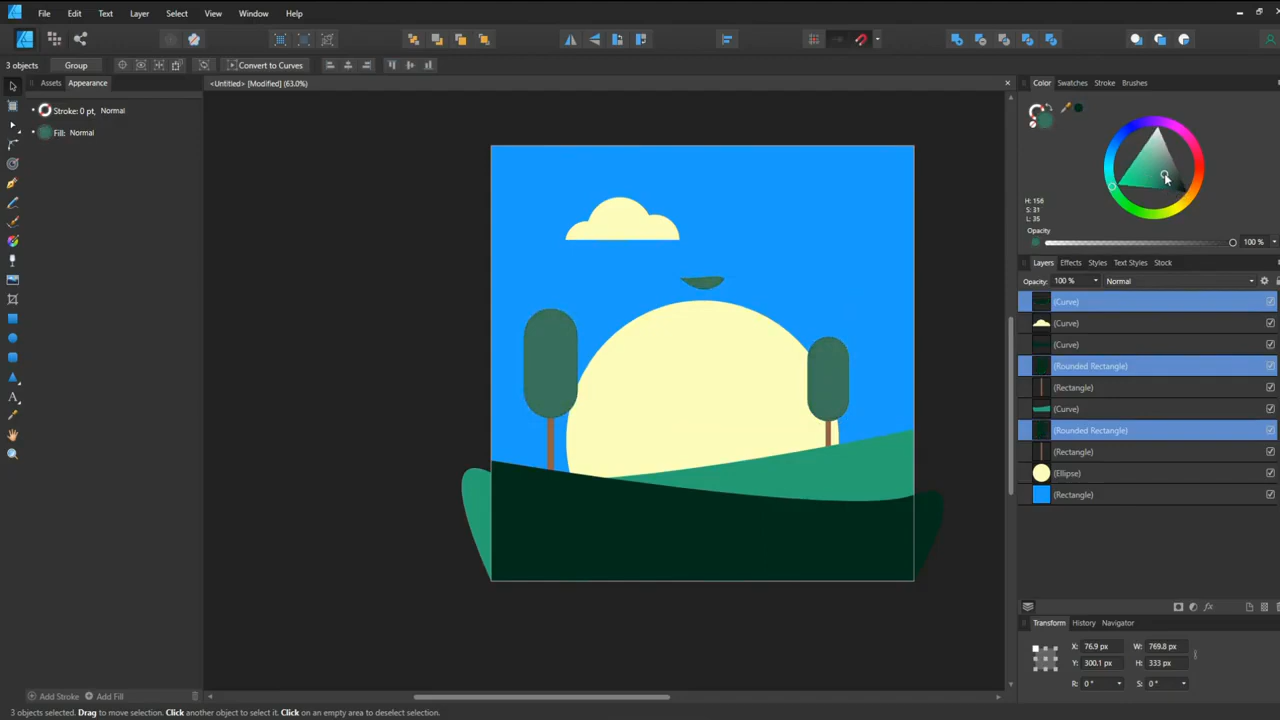 File Edit Text Layer Select View Window Help
3 objects Group Convert to Curves
Assets Appearance
<Untitled> [Modified] (63.0%)
Stroke: 0 pt, Normal
Fill: Normal
Color Swatches Stroke Brushes
H: 156
S: 31
L: 35
Opacity
100 %
Layers Effects Styles Text Styles Stock
Opacity: 100 % Normal
(Curve)
(Curve)
(Curve)
(Rounded Rectangle)
(Rectangle)
(Curve)
(Rounded Rectangle)
(Rectangle)
(Ellipse)
(Rectangle)
Transform History Navigator
X: 76.9 px W: 769.8 px
Y: 300.1 px H: 333 px
R: 0 ° S: 0 °
Add Stroke Add Fill
3 objects selected. Drag to move selection. Click another object to select it. Click on an empty area to deselect selection.